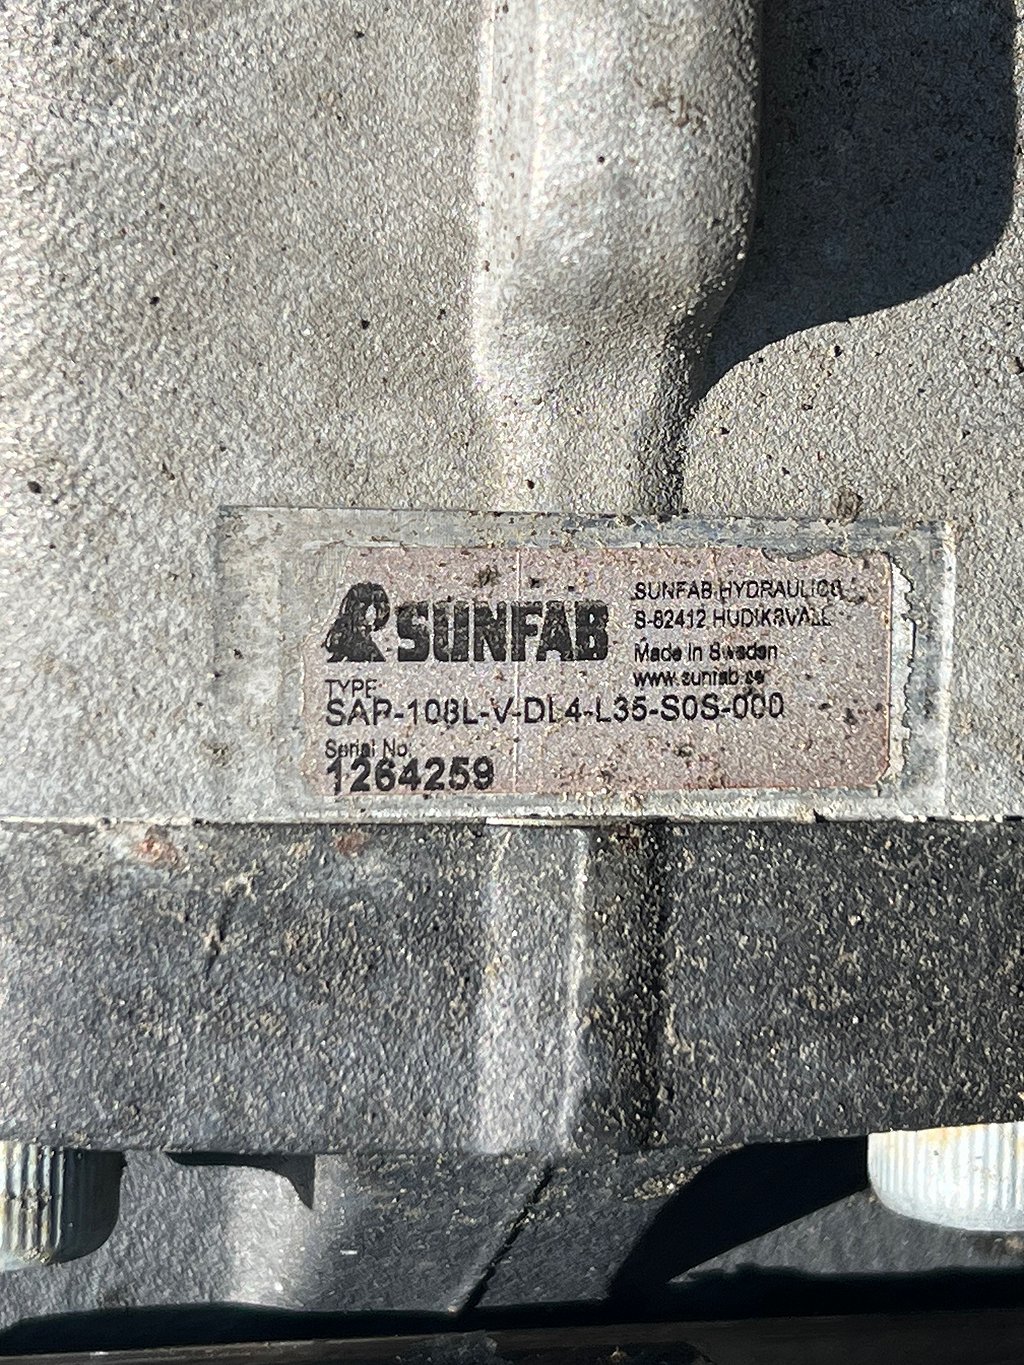 SUNFAB
SUNFAB HYDRAULICS
S-82412 HUDIKSVALL
Made in Sweden
www.sunfab.se
TYPE:
SAP-108L-V-DL4-L35-S0S-000
Serial No:
1264259